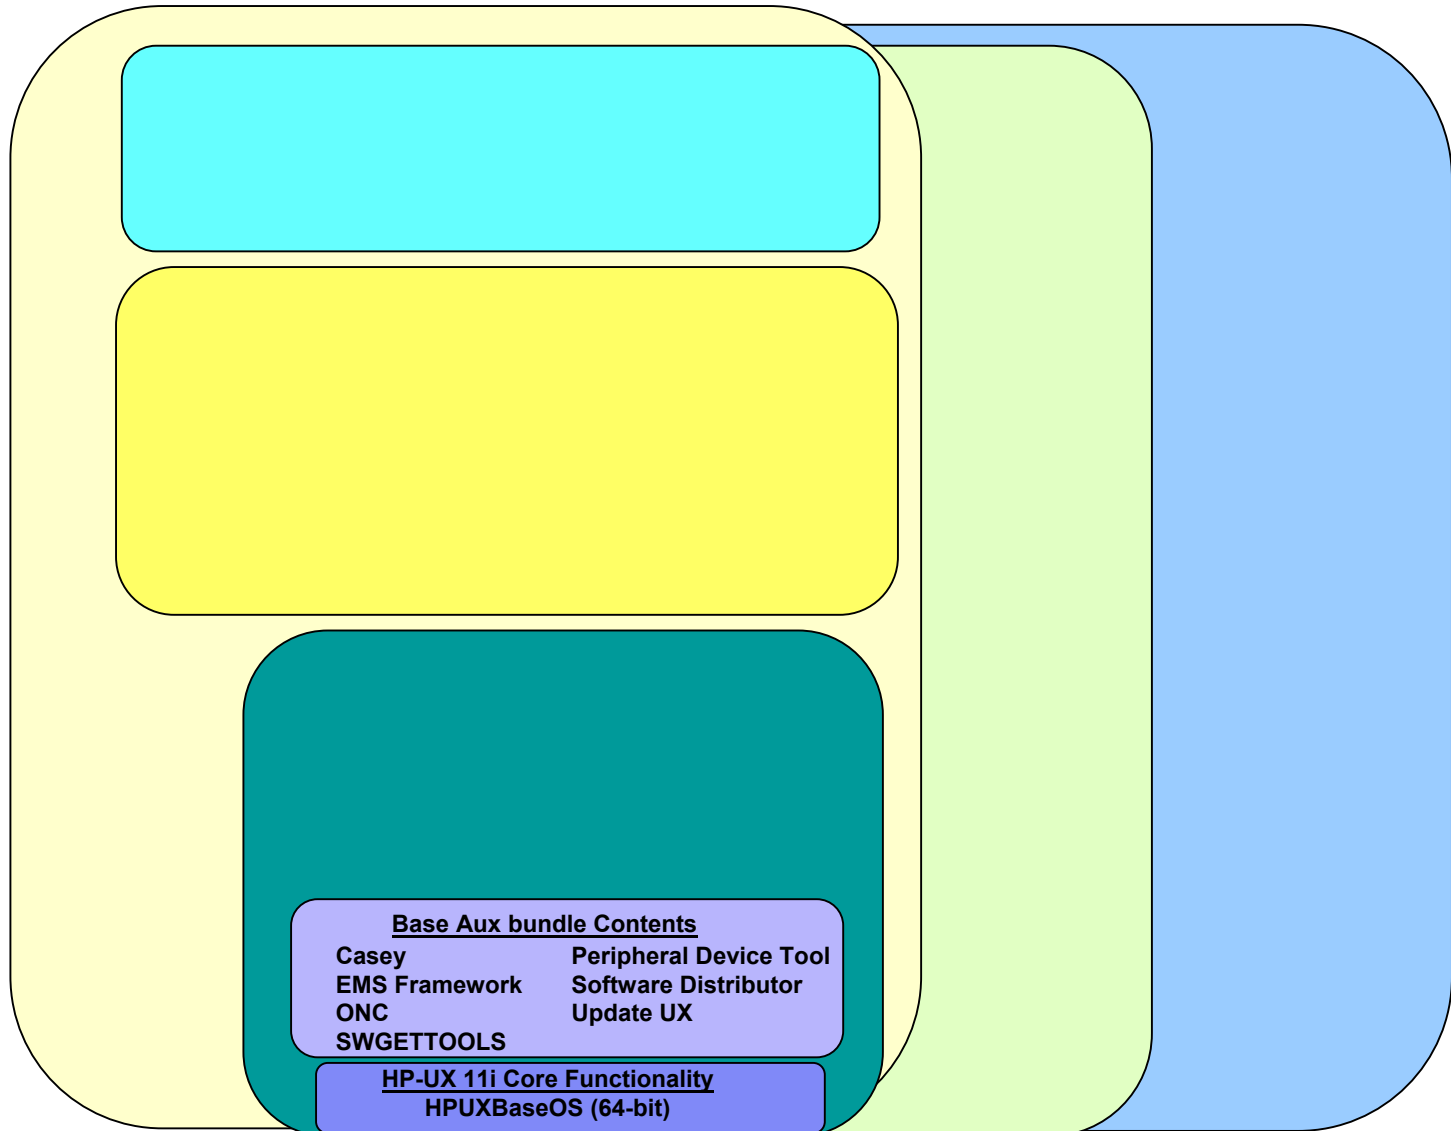 Base Aux bundle Contents
Casey Peripheral Device Tool
EMS Framework Software Distributor
ONC Update UX
SWGETTOOLS
HP-UX 11i Core Functionality
HPUXBaseOS (64-bit)